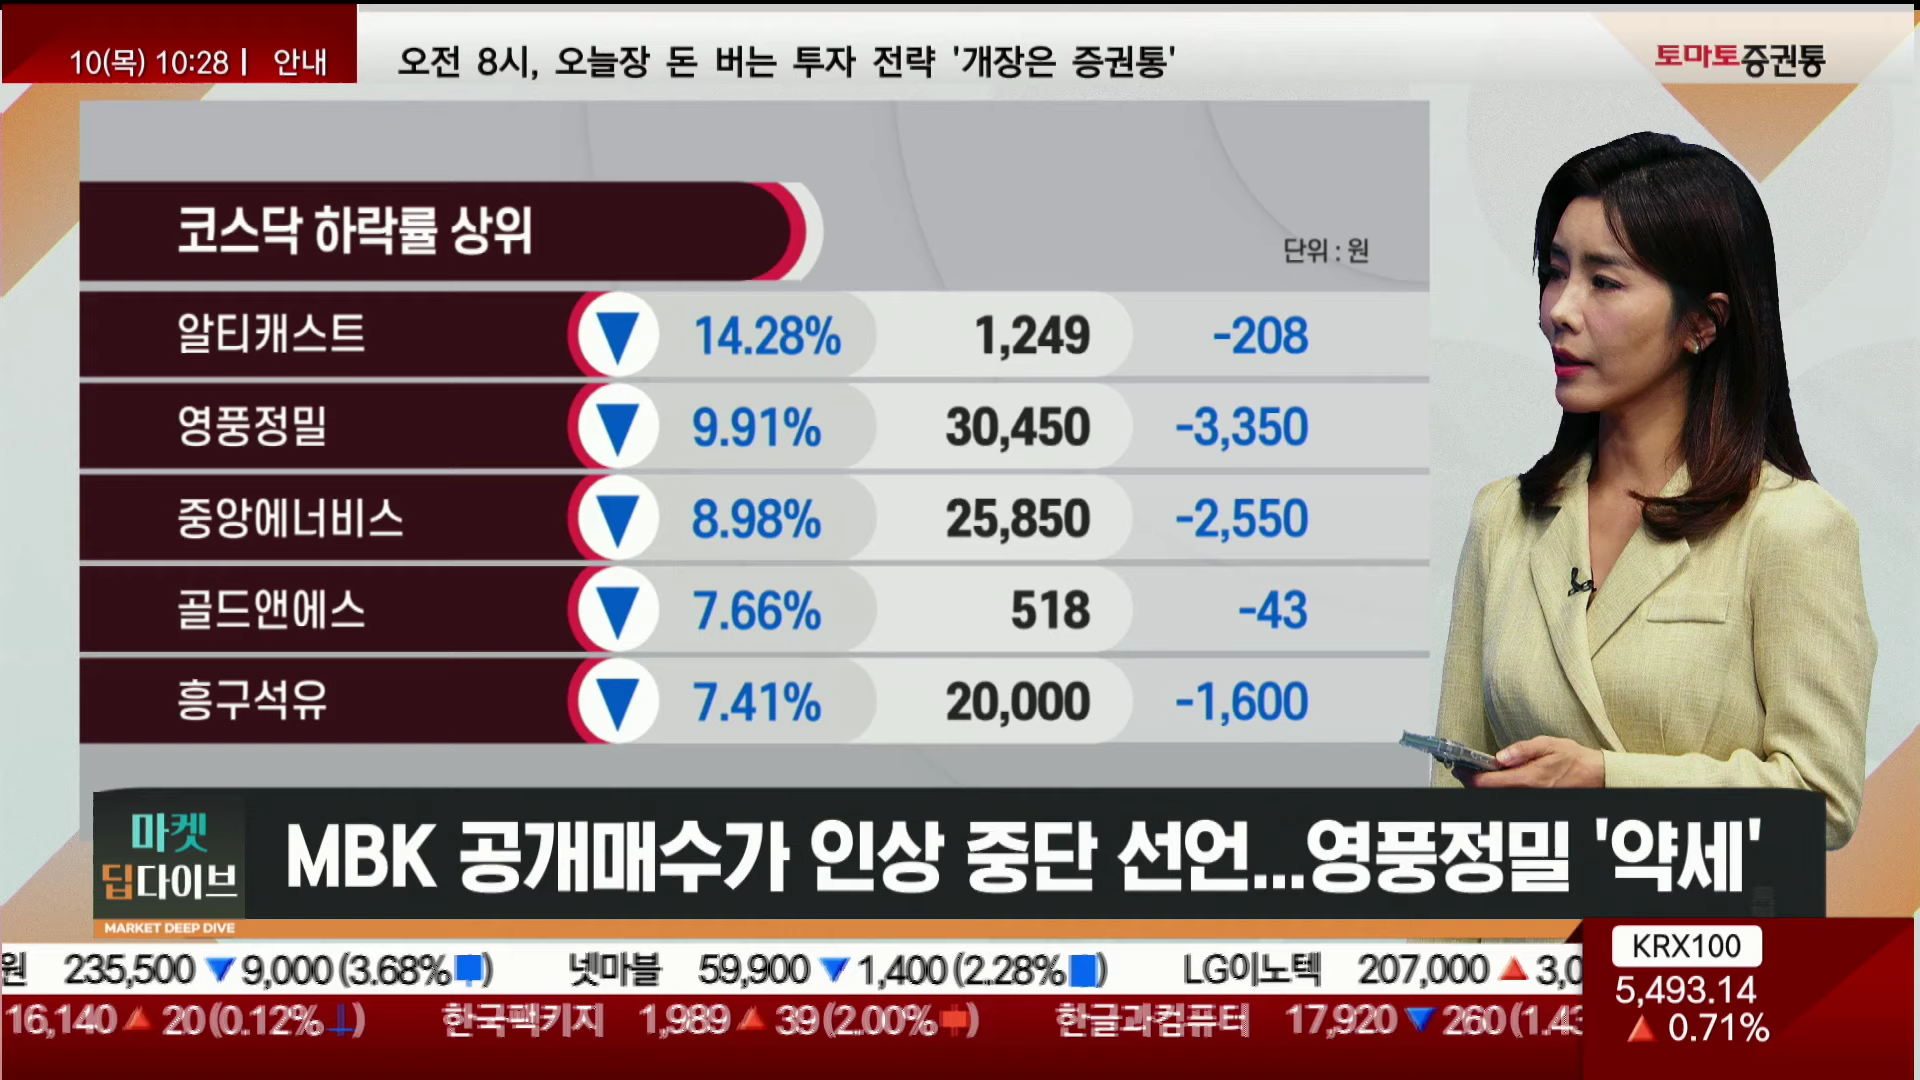 10(목) 10:28 | 안내
오전 8시, 오늘장 돈 버는 투자 전략 '개장은 증권통'
토마토증권통
코스닥 하락률 상위
단위 : 원
알티캐스트 ▼ 14.28% 1,249 -208
영풍정밀 ▼ 9.91% 30,450 -3,350
중앙에너비스 ▼ 8.98% 25,850 -2,550
골드앤에스 ▼ 7.66% 518 -43
흥구석유 ▼ 7.41% 20,000 -1,600
마켓
딥다이브
MARKET DEEP DIVE
MBK 공개매수가 인상 중단 선언...영풍정밀 '약세'
원 235,500 ▼ 9,000 (3.68%) 넷마블 59,900 ▼ 1,400 (2.28%) LG이노텍 207,000 ▲ 3,0
16,140 ▲ 20 (0.12%) 한국팩키지 1,989 ▲ 39 (2.00%) 한글과컴퓨터 17,920 ▼ 260 (1.43
KRX100
5,493.14
▲ 0.71%